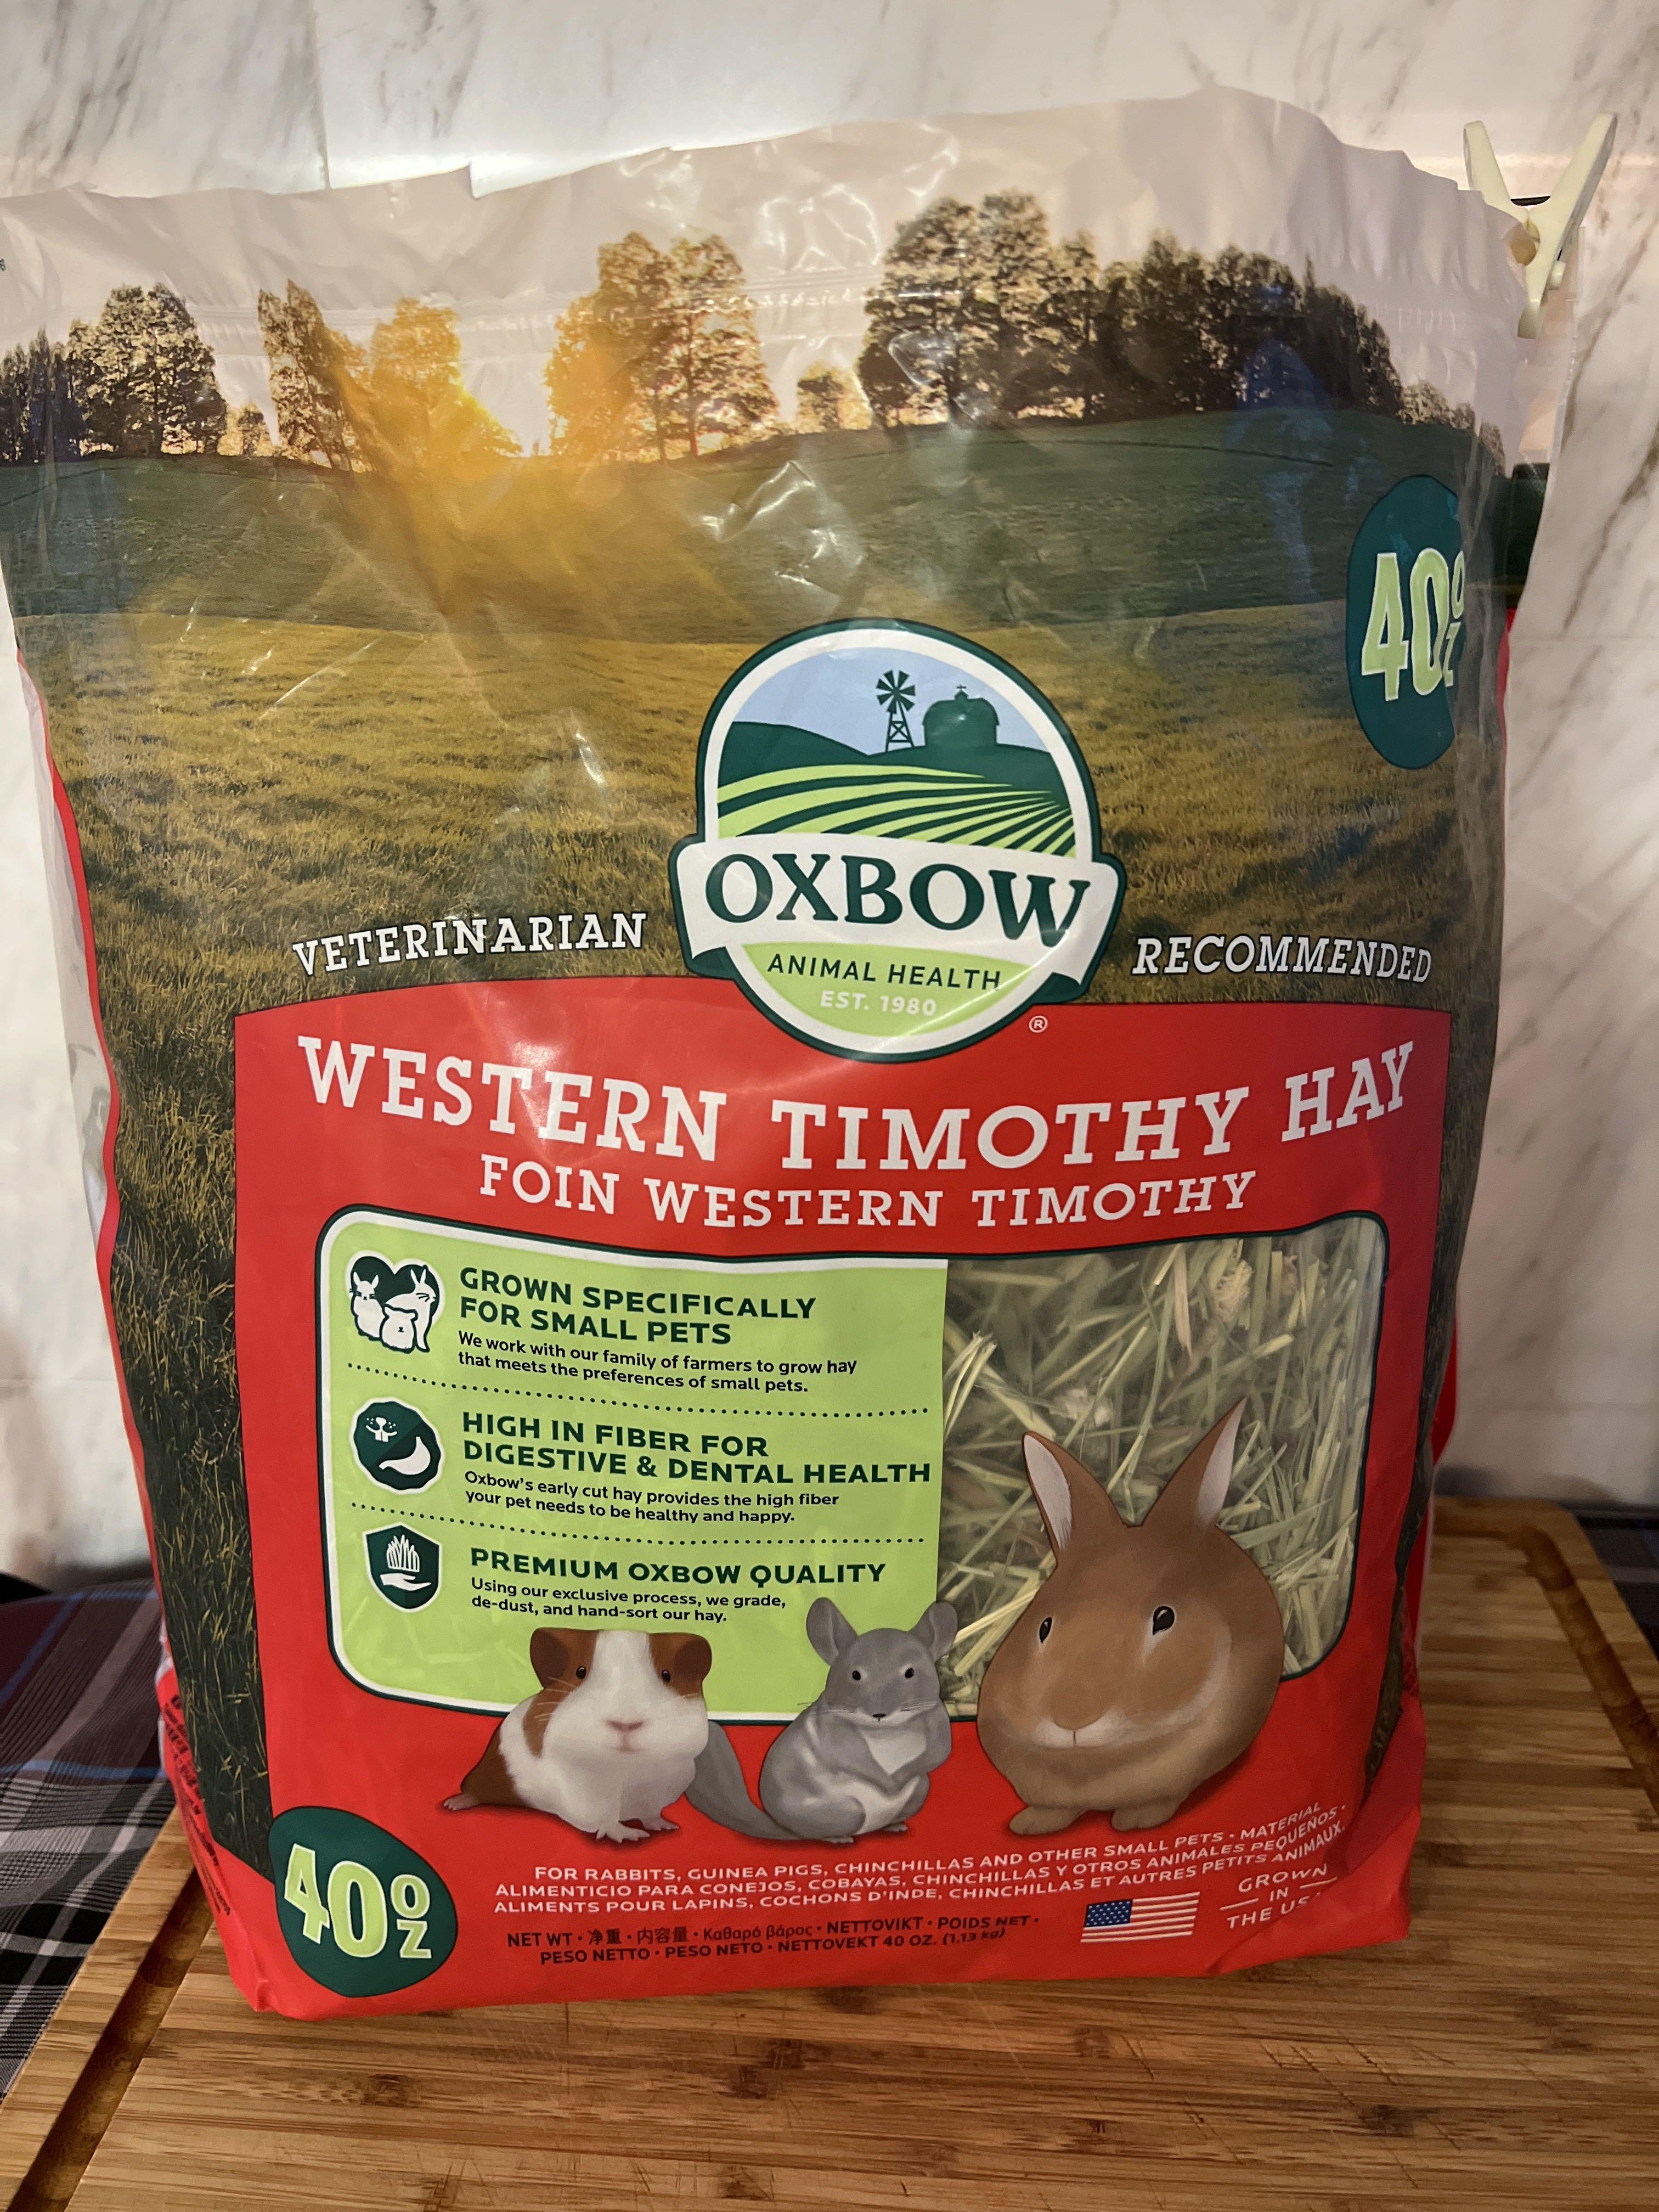 40 OZ
OXBOW
ANIMAL HEALTH
EST. 1980
®
VETERINARIAN RECOMMENDED
WESTERN TIMOTHY HAY
FOIN WESTERN TIMOTHY
GROWN SPECIFICALLY
FOR SMALL PETS
We work with our family of farmers to grow hay
that meets the preferences of small pets.
HIGH IN FIBER FOR
DIGESTIVE & DENTAL HEALTH
Oxbow's early cut hay provides the high fiber
your pet needs to be healthy and happy.
PREMIUM OXBOW QUALITY
Using our exclusive process, we grade,
de-dust, and hand-sort our hay.
40 OZ
FOR RABBITS, GUINEA PIGS, CHINCHILLAS AND OTHER SMALL PETS • MATERIAL
ALIMENTICIO PARA CONEJOS, COBAYAS, CHINCHILLAS Y OTROS ANIMALES PEQUEÑOS •
ALIMENTS POUR LAPINS, COCHONS D'INDE, CHINCHILLAS ET AUTRES PETITS ANIMAUX.
NET WT • 净重 • 内容量 • Καθαρό βάρος • NETTOVIKT • POIDS NET •
PESO NETTO • PESO NETO • NETTOVEKT 40 OZ. (1.13 kg)
GROWN
IN
THE US